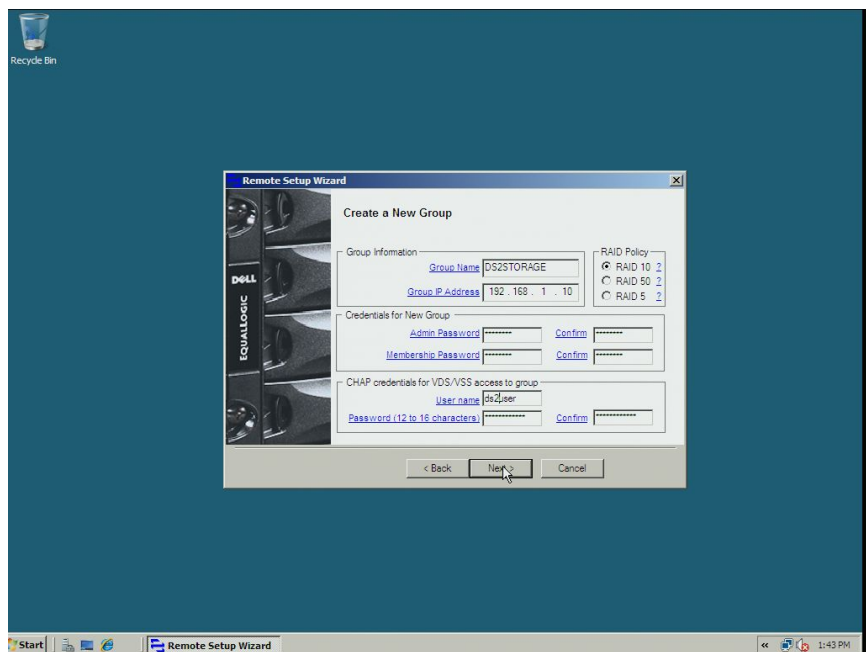 Recycle Bin
Remote Setup Wizard
Create a New Group
Group Information
Group Name DS2STORAGE
Group IP Address 192 . 168 . 1 . 10
RAID Policy
RAID 10 ?
RAID 50 ?
RAID 5 ?
DELL
EQUALLOGIC
Credentials for New Group
Admin Password ******** Confirm ********
Membership Password ******** Confirm ********
CHAP credentials for VDS/VSS access to group
User name ds2user
Password (12 to 16 characters) ************ Confirm ************
< Back Next > Cancel
Start Remote Setup Wizard « 1:43 PM